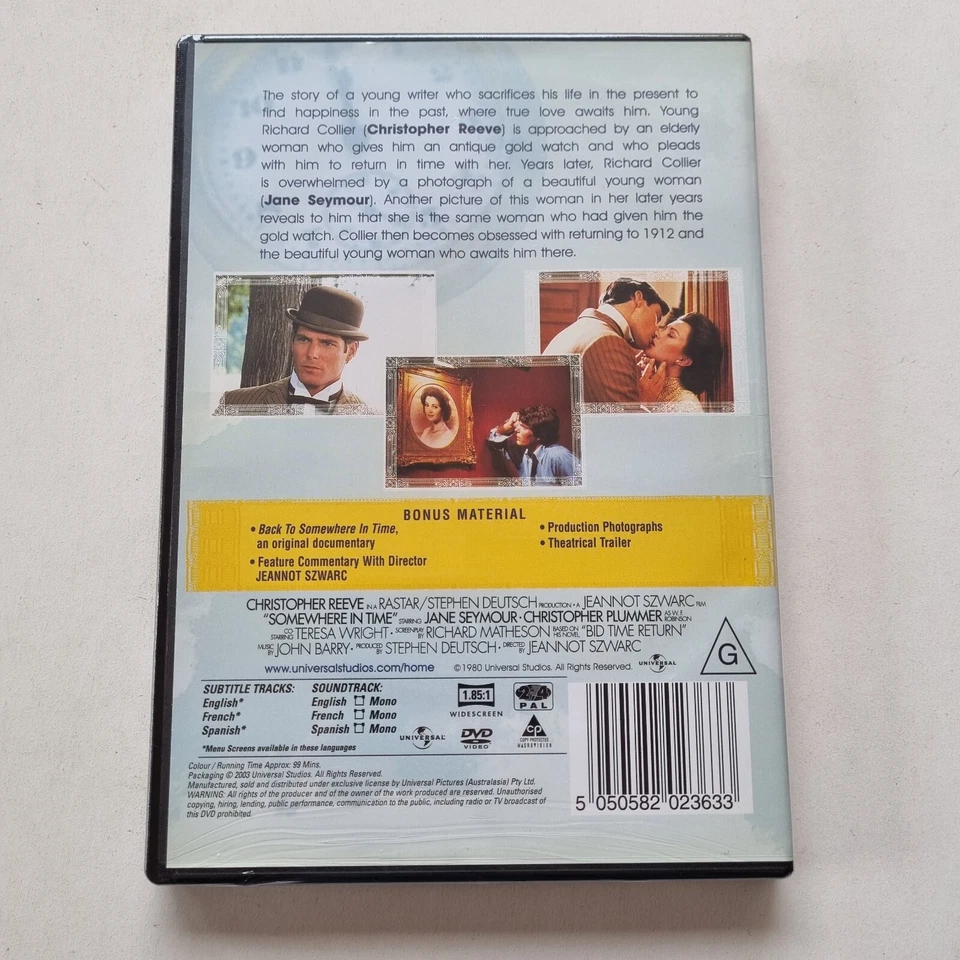 The story of a young writer who sacrifices his life in the present to
find happiness in the past, where true love awaits him. Young
Richard Collier (Christopher Reeve) is approached by an elderly
woman who gives him an antique gold watch and who pleads
with him to return in time with her. Years later, Richard Collier
is overwhelmed by a photograph of a beautiful young woman
(Jane Seymour). Another picture of this woman in her later years
reveals to him that she is the same woman who had given him the
gold watch. Collier then becomes obsessed with returning to 1912 and
the beautiful young woman who awaits him there.
BONUS MATERIAL
• Back To Somewhere In Time,
an original documentary
• Feature Commentary With Director
JEANNOT SZWARC
• Production Photographs
• Theatrical Trailer
CHRISTOPHER REEVE IN A RASTAR/STEPHEN DEUTSCH PRODUCTION • A JEANNOT SZWARC FILM
"SOMEWHERE IN TIME" STARRING JANE SEYMOUR • CHRISTOPHER PLUMMER AS W. F. ROBINSON
CO-STARRING TERESA WRIGHT • SCREENPLAY BY RICHARD MATHESON BASED ON HIS NOVEL "BID TIME RETURN"
MUSIC BY JOHN BARRY • PRODUCED BY STEPHEN DEUTSCH • DIRECTED BY JEANNOT SZWARC
www.universalstudios.com/home ©1980 Universal Studios. All Rights Reserved. UNIVERSAL
G
SUBTITLE TRACKS:
English*
French*
Spanish*
SOUNDTRACK:
English Mono
French Mono
Spanish Mono
*Menu Screens available in these languages
UNIVERSAL
1.85:1
WIDESCREEN
DVD
VIDEO
2 4
PAL
cp
COPY PROTECTED
MACROVISION
Colour / Running Time Approx: 99 Mins.
Packaging © 2003 Universal Studios. All Rights Reserved.
Manufactured, sold and distributed under exclusive license by Universal Pictures (Australasia) Pty Ltd.
WARNING: All rights of the producer and of the owner of the work produced are reserved. Unauthorised
copying, hiring, lending, public performance, communication to the public, including radio or TV broadcast of
this DVD prohibited.
5 050582 023633